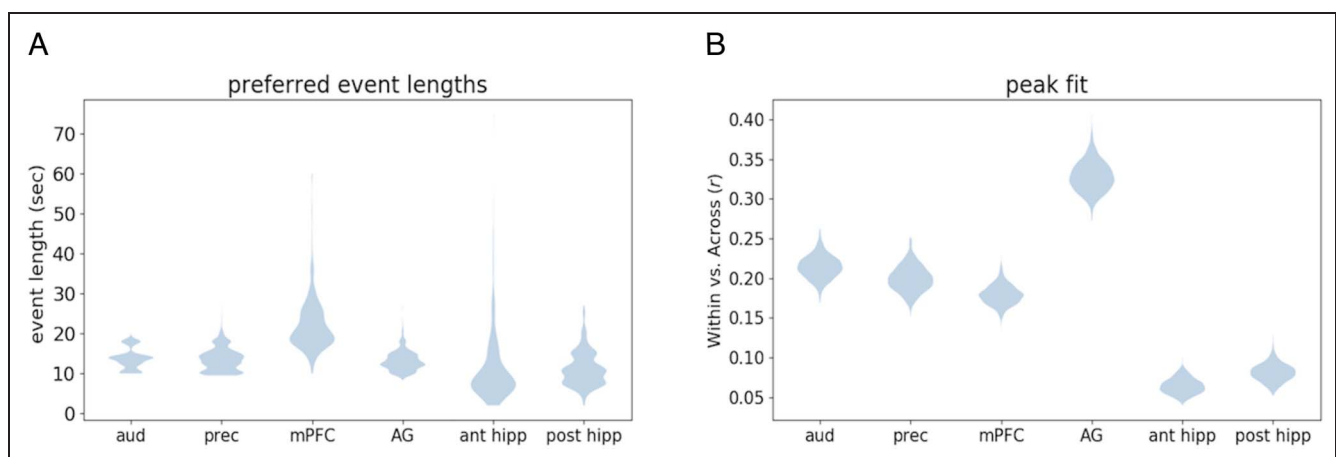 A
preferred event lengths
event length (sec)
70
60
50
40
30
20
10
0
aud prec mPFC AG ant hipp post hipp
B
peak fit
Within vs. Across (r)
0.40
0.35
0.30
0.25
0.20
0.15
0.10
0.05
aud prec mPFC AG ant hipp post hipp